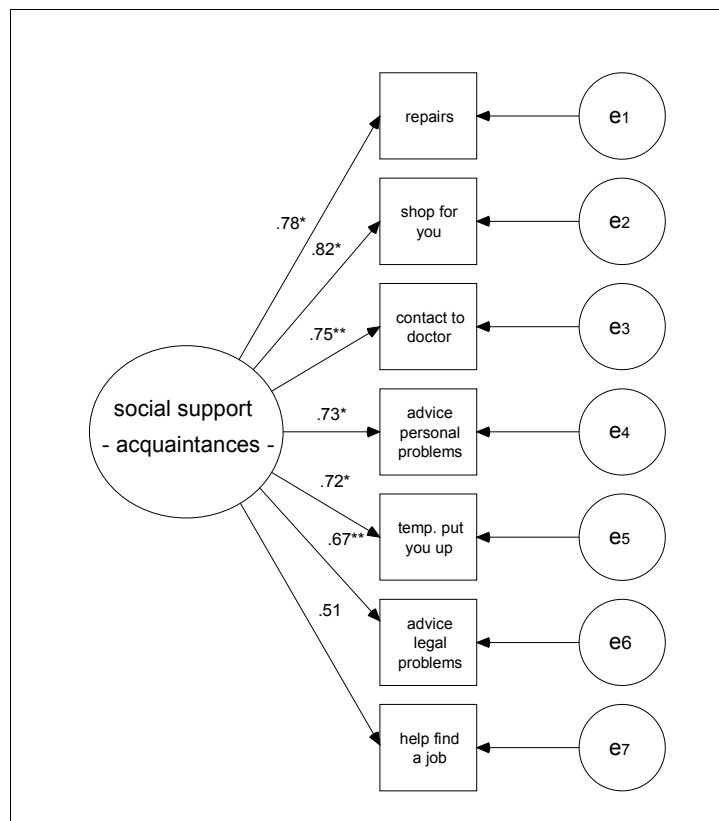 repairs
e1
.78*
shop for
you
e2
.82*
contact to
doctor
e3
.75**
social support
- acquaintances -
.73*
advice
personal
problems
e4
.72*
temp. put
you up
e5
.67**
advice
legal
problems
e6
.51
help find
a job
e7